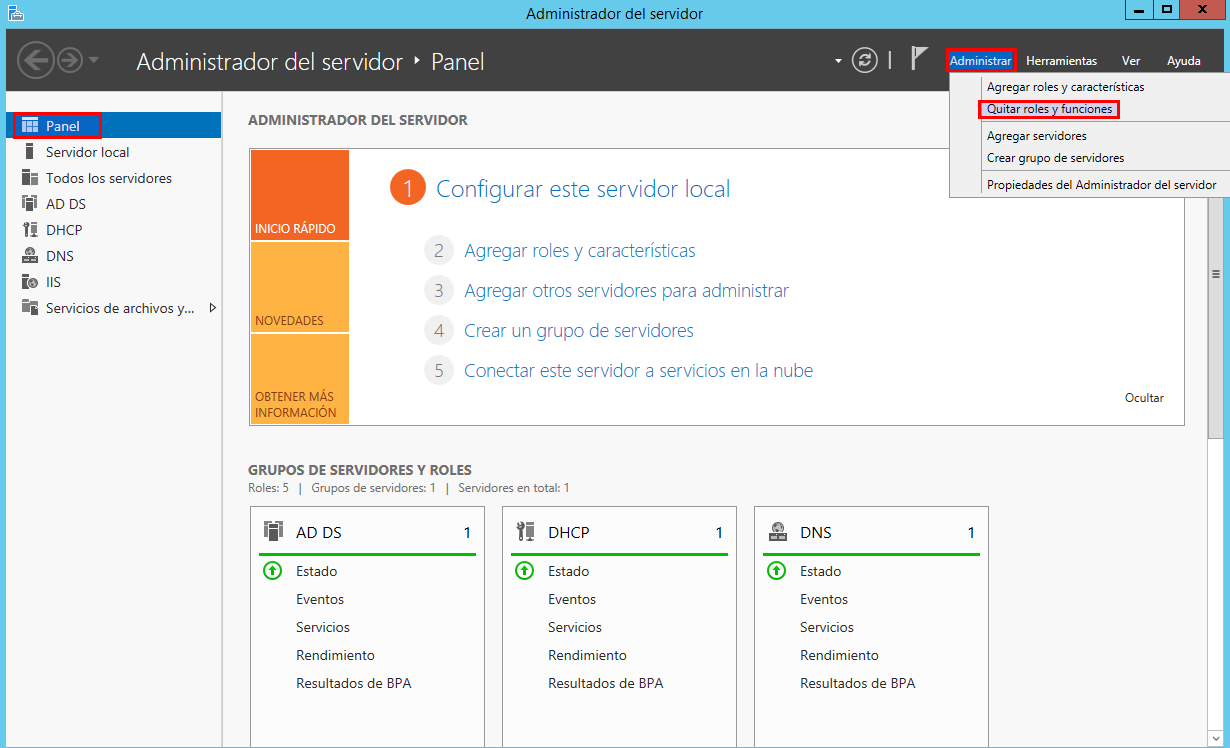 Administrador del servidor
Administrador del servidor ‣ Panel
Administrar Herramientas Ver Ayuda
Agregar roles y características
Quitar roles y funciones
Agregar servidores
Crear grupo de servidores
Propiedades del Administrador del servidor
Panel
Servidor local
Todos los servidores
AD DS
DHCP
DNS
IIS
Servicios de archivos y...
ADMINISTRADOR DEL SERVIDOR
INICIO RÁPIDO
NOVEDADES
OBTENER MÁS
INFORMACIÓN
1 Configurar este servidor local
2 Agregar roles y características
3 Agregar otros servidores para administrar
4 Crear un grupo de servidores
5 Conectar este servidor a servicios en la nube
Ocultar
GRUPOS DE SERVIDORES Y ROLES
Roles: 5 | Grupos de servidores: 1 | Servidores en total: 1
AD DS 1
Estado
Eventos
Servicios
Rendimiento
Resultados de BPA
DHCP 1
Estado
Eventos
Servicios
Rendimiento
Resultados de BPA
DNS 1
Estado
Eventos
Servicios
Rendimiento
Resultados de BPA